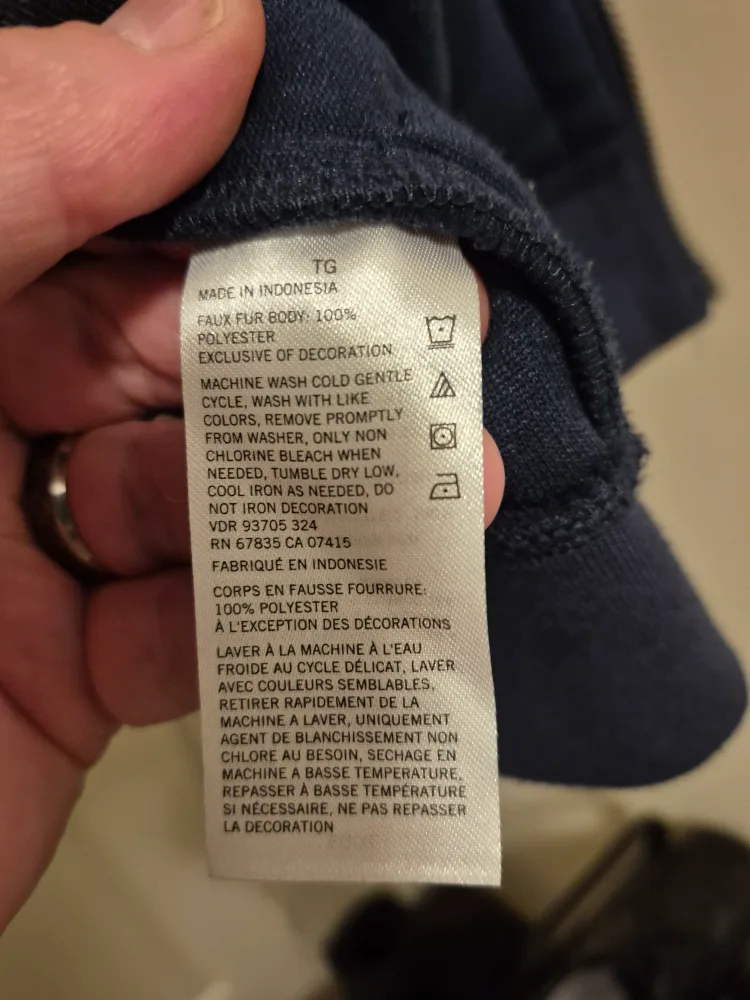 TG
MADE IN INDONESIA
FAUX FUR BODY: 100%
POLYESTER
EXCLUSIVE OF DECORATION
MACHINE WASH COLD GENTLE
CYCLE, WASH WITH LIKE
COLORS, REMOVE PROMPTLY
FROM WASHER, ONLY NON
CHLORINE BLEACH WHEN
NEEDED, TUMBLE DRY LOW,
COOL IRON AS NEEDED, DO
NOT IRON DECORATION
VDR 93705 324
RN 67835 CA 07415
FABRIQUÉ EN INDONESIE
CORPS EN FAUSSE FOURRURE:
100% POLYESTER
À L'EXCEPTION DES DÉCORATIONS
LAVER À LA MACHINE À L'EAU
FROIDE AU CYCLE DÉLICAT, LAVER
AVEC COULEURS SEMBLABLES,
RETIRER RAPIDEMENT DE LA
MACHINE A LAVER, UNIQUEMENT
AGENT DE BLANCHISSEMENT NON
CHLORE AU BESOIN, SECHAGE EN
MACHINE A BASSE TEMPERATURE,
REPASSER À BASSE TEMPÉRATURE
SI NÉCESSAIRE, NE PAS REPASSER
LA DECORATION